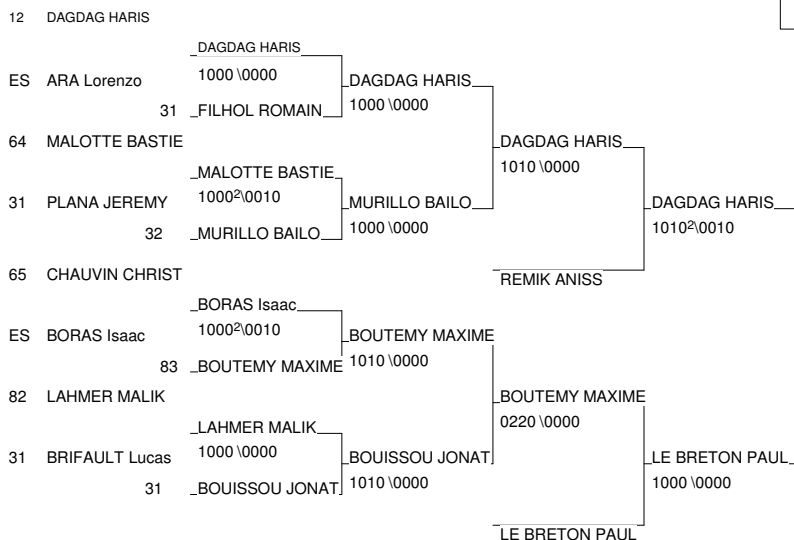 12 DAGDAG HARIS
DAGDAG HARIS
ES ARA Lorenzo 1000 \0000 DAGDAG HARIS
31 FILHOL ROMAIN 1000 \0000
64 MALOTTE BASTIE DAGDAG HARIS
MALOTTE BASTIE 1010 \0000
31 PLANA JEREMY 1000²\0010 MURILLO BAILO DAGDAG HARIS
32 MURILLO BAILO 1000 \0000 1010²\0010
65 CHAUVIN CHRIST REMIK ANISS
BORAS Isaac
ES BORAS Isaac 1000²\0010 BOUTEMY MAXIME
83 BOUTEMY MAXIME 1010 \0000
82 LAHMER MALIK BOUTEMY MAXIME
LAHMER MALIK 0220 \0000
31 BRIFAULT Lucas 1000 \0000 BOUISSOU JONAT LE BRETON PAUL
31 BOUISSOU JONAT 1010 \0000 1000 \0000
LE BRETON PAUL